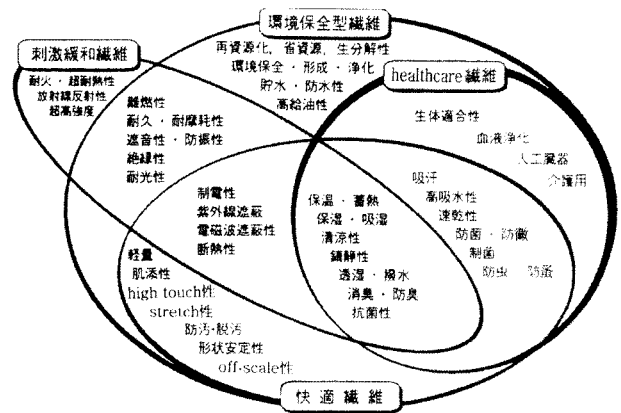 環境保全型繊維
刺激緩和繊維
再資源化, 省資源, 生分解性
環境保全・形成・浄化
貯水・防水性
高給油性
healthcare 繊維
耐火・超耐熱性
放射線反射性
超高強度
難燃性
耐久・耐摩耗性
遮音性・防振性
絶縁性
耐光性
生体適合性
血液浄化
人工臓器
介護用
制電性
紫外線遮蔽
電磁波遮蔽性
断熱性
保温・蓄熱
保湿・吸湿
清涼性
鎮静性
透湿・撥水
消臭・防臭
抗菌性
吸汗
高吸水性
速乾性
防菌・防黴
制菌
防虫 防蚤
軽量
肌添性
high touch性
stretch性
防汚・脱汚
形状安定性
off-scale性
快適繊維